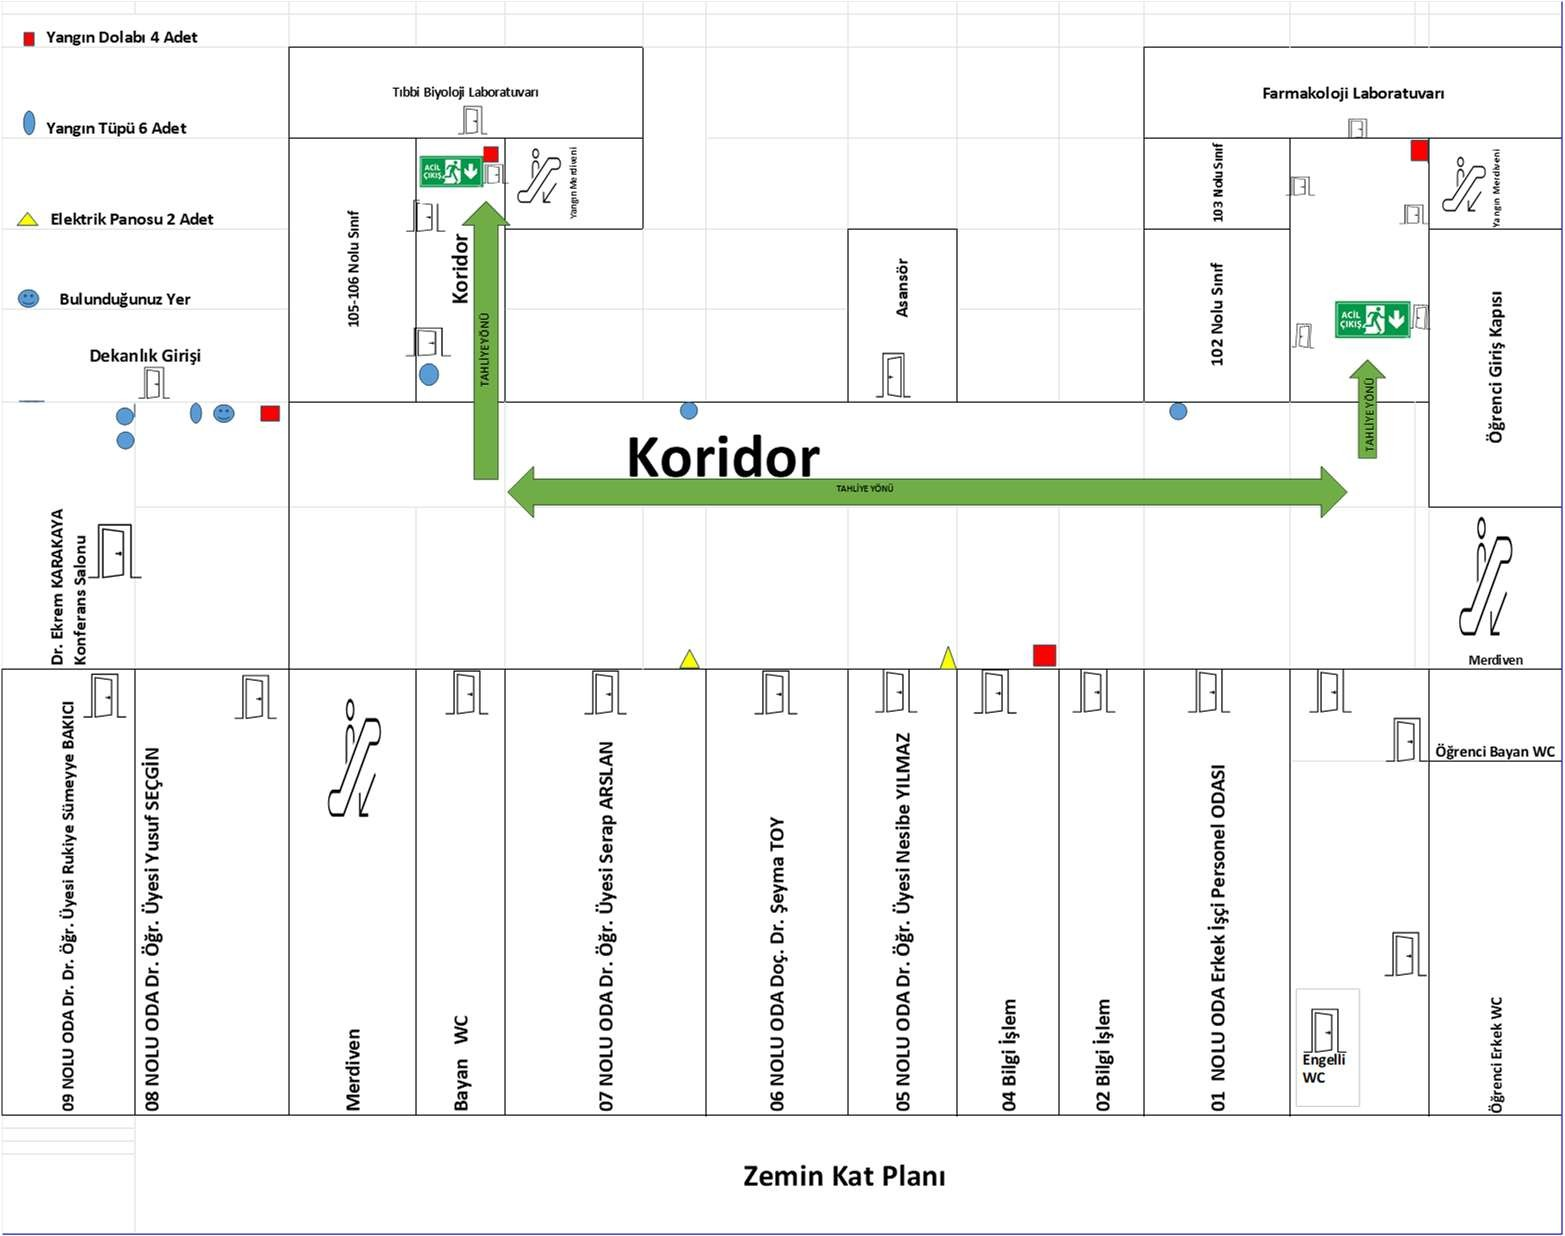 Yangın Dolabı 4 Adet
Yangın Tüpü 6 Adet
Elektrik Panosu 2 Adet
Bulunduğunuz Yer
Dekanlık Girişi
Tıbbi Biyoloji Laboratuvarı
Farmakoloji Laboratuvarı
105-106 Nolu Sınıf
ACİL
ÇIKIŞ
Koridor
TAHLİYE YÖNÜ
Yangın Merdiveni
Asansör
103 Nolu Sınıf
102 Nolu Sınıf
ACİL
ÇIKIŞ
TAHLİYE YÖNÜ
Yangın Merdiveni
Öğrenci Giriş Kapısı
Koridor
TAHLİYE YÖNÜ
Dr. Ekrem KARAKAYA
Konferans Salonu
Merdiven
09 NOLU ODA Dr. Dr. Öğr. Üyesi Rukiye Sümeyye BAKICI
08 NOLU ODA Dr. Öğr. Üyesi Yusuf SEÇGİN
Merdiven
Bayan WC
07 NOLU ODA Dr. Öğr. Üyesi Serap ARSLAN
06 NOLU ODA Doç. Dr. Şeyma TOY
05 NOLU ODA Dr. Öğr. Üyesi Nesibe YILMAZ
04 Bilgi İşlem
02 Bilgi İşlem
01 NOLU ODA Erkek İşçi Personel ODASI
Engelli
WC
Öğrenci Bayan WC
Öğrenci Erkek WC
Zemin Kat Planı